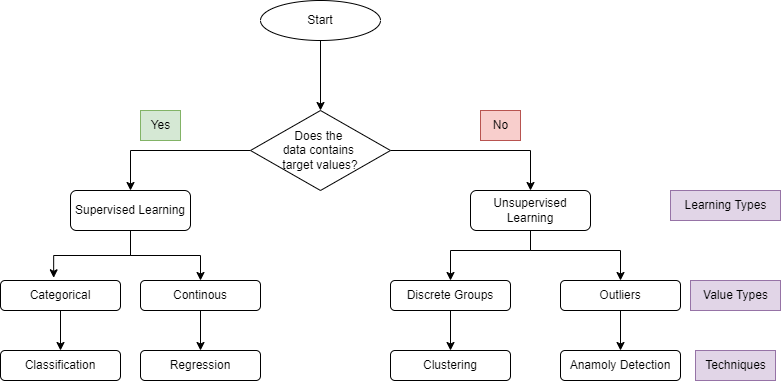 Start
Yes
No
Does the
data contains
target values?
Supervised Learning
Unsupervised
Learning
Learning Types
Categorical
Continous
Discrete Groups
Outliers
Value Types
Classification
Regression
Clustering
Anamoly Detection
Techniques